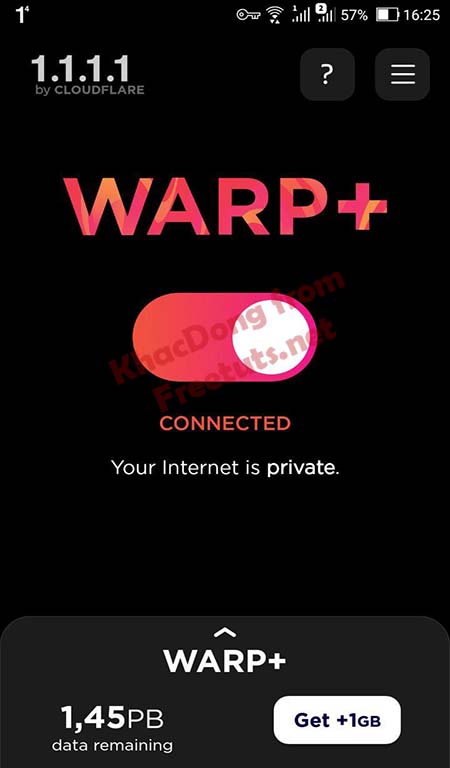 1⁴ 1 2 57% 16:25
1.1.1.1
by CLOUDFLARE
?
WARP+
KhacDong from
Freetuts.net
CONNECTED
Your Internet is private.
WARP+
1,45PB
data remaining
Get +1GB